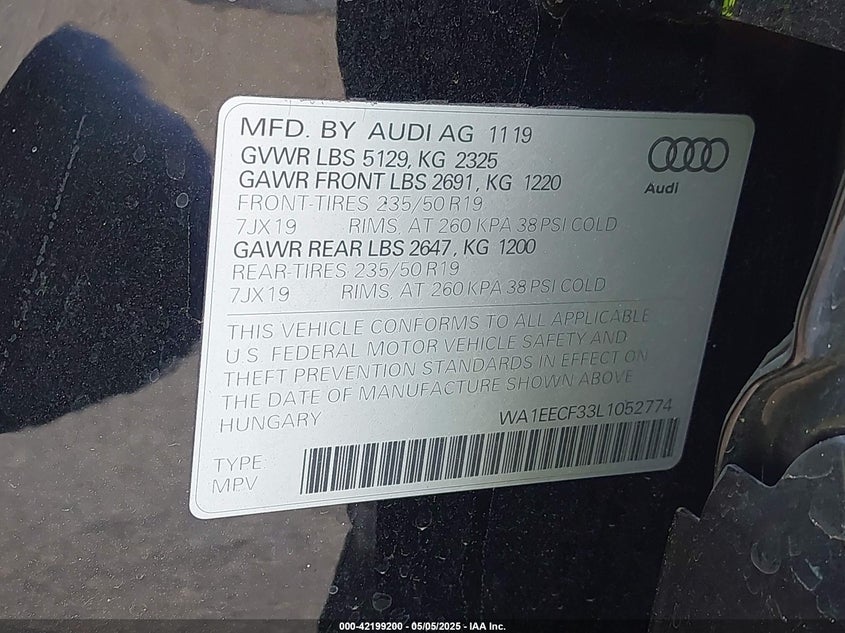 MFD. BY AUDI AG 1119
GVWR LBS 5129, KG 2325
GAWR FRONT LBS 2691, KG 1220
FRONT-TIRES 235/50 R19
7JX19 RIMS, AT 260 KPA 38 PSI COLD
GAWR REAR LBS 2647, KG 1200
REAR-TIRES 235/50 R19
7JX19 RIMS, AT 260 KPA 38 PSI COLD
Audi
THIS VEHICLE CONFORMS TO ALL APPLICABLE
U.S. FEDERAL MOTOR VEHICLE SAFETY AND
THEFT PREVENTION STANDARDS IN EFFECT ON
THE DATE OF MANUFACTURE SHOWN ABOVE
HUNGARY WA1EECF33L1052774
TYPE:
MPV
000-42199200 - 05/05/2025 - IAA Inc.